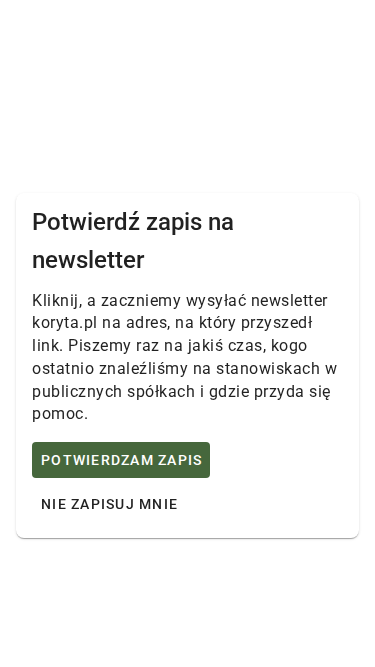 Potwierdź zapis na
newsletter
Kliknij, a zaczniemy wysyłać newsletter
koryta.pl na adres, na który przyszedł
link. Piszemy raz na jakiś czas, kogo
ostatnio znaleźliśmy na stanowiskach w
publicznych spółkach i gdzie przyda się
pomoc.
POTWIERDZAM ZAPIS
NIE ZAPISUJ MNIE